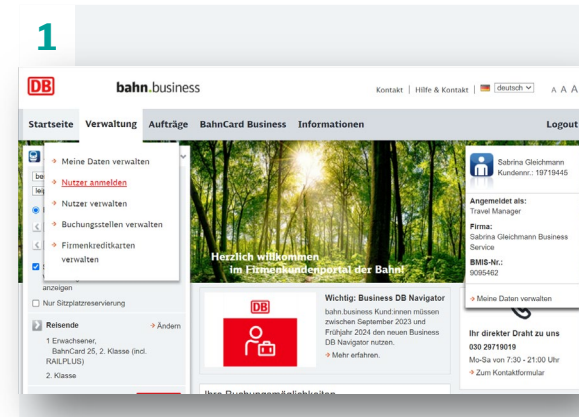 1
DB
bahn.business
Kontakt | Hilfe & Kontakt | deutsch A A A
Startseite Verwaltung Aufträge BahnCard Business Informationen Logout
Meine Daten verwalten
Nutzer anmelden
Nutzer verwalten
Buchungsstellen verwalten
Firmenkreditkarten
verwalten
anzeigen
Nur Sitzplatzreservierung
Reisende Ändern
1 Erwachsener,
BahnCard 25, 2. Klasse (incl.
RAILPLUS)
2. Klasse
Herzlich willkommen
im Firmenkundenportal der Bahn!
DB
Wichtig: Business DB Navigator
bahn.business Kund:innen müssen
zwischen September 2023 und
Frühjahr 2024 den neuen Business
DB Navigator nutzen.
Mehr erfahren.
Ihre Buchungsmöglichkeiten
Sabrina Gleichmann
Kundennr.: 19719445
Angemeldet als:
Travel Manager
Firma:
Sabrina Gleichmann Business
Service
BMIS-Nr.:
9095462
Meine Daten verwalten
Ihr direkter Draht zu uns
030 29719019
Mo-Sa von 7:30 - 21:00 Uhr
Zum Kontaktformular